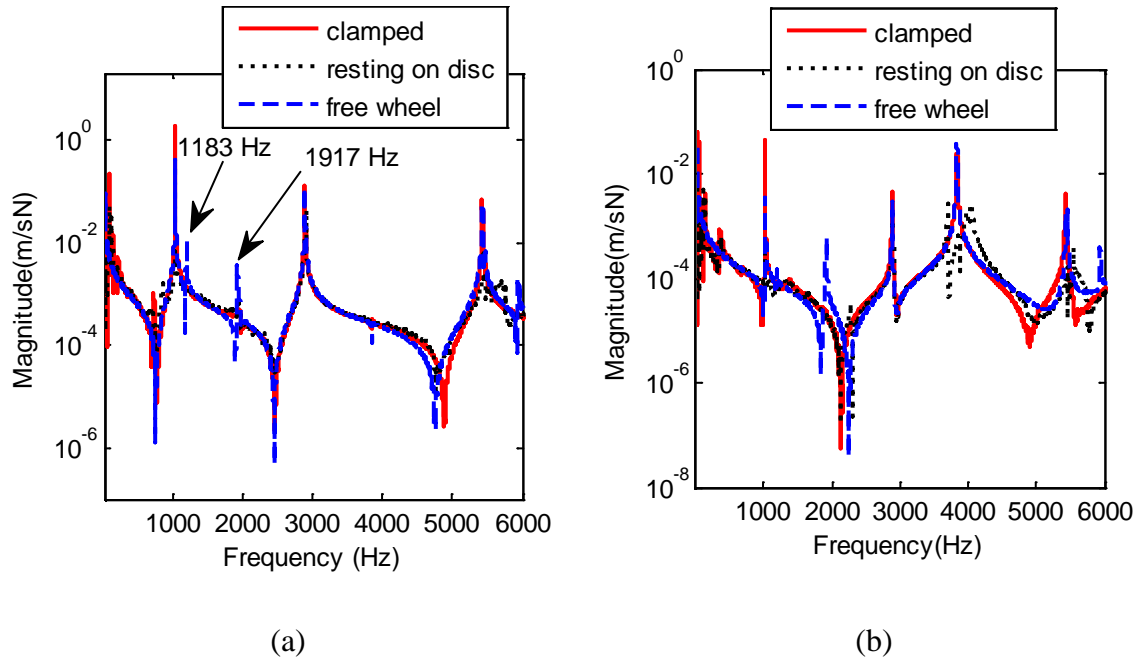 clamped
resting on disc
free wheel
1183 Hz
1917 Hz
10^0
10^-2
10^-4
10^-6
Magnitude(m/sN)
1000 2000 3000 4000 5000 6000
Frequency (Hz)
(a)
clamped
resting on disc
free wheel
10^0
10^-2
10^-4
10^-6
10^-8
Magnitude(m/sN)
1000 2000 3000 4000 5000 6000
Frequency(Hz)
(b)